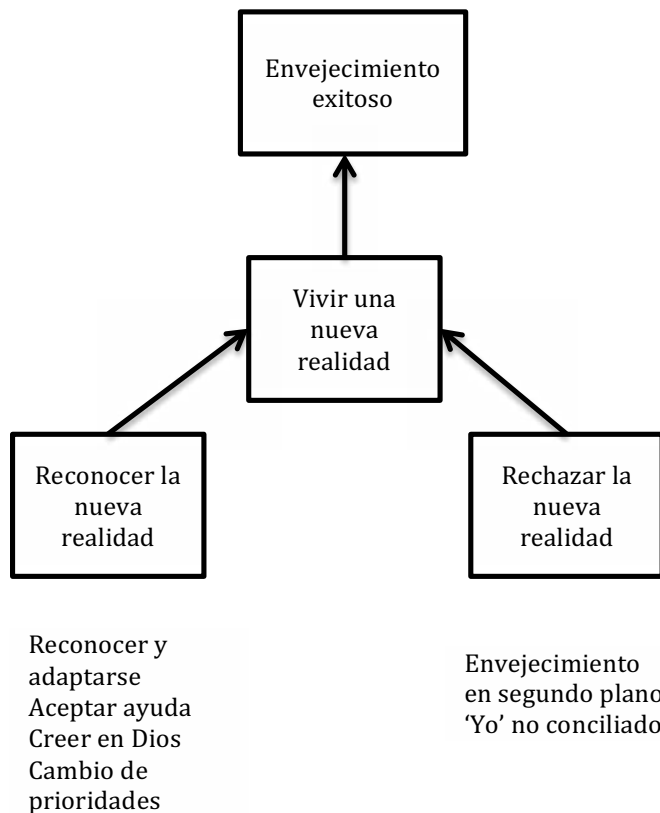 Envejecimiento
exitoso
Vivir una
nueva
realidad
Reconocer la
nueva
realidad
Rechazar la
nueva
realidad
Reconocer y
adaptarse
Aceptar ayuda
Creer en Dios
Cambio de
prioridades
Envejecimiento
en segundo plano
‘Yo’ no conciliado